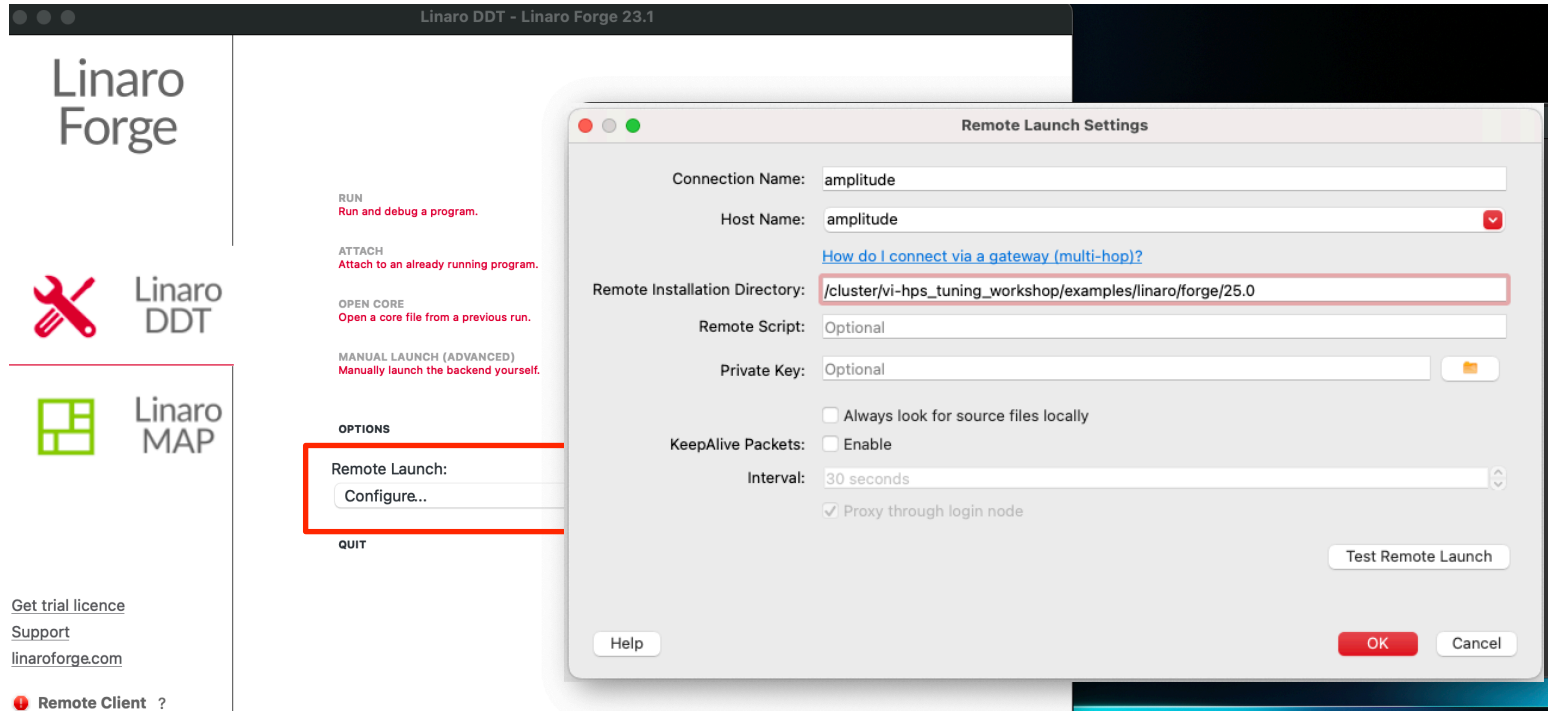 Linaro DDT - Linaro Forge 23.1
Linaro
Forge
Linaro
DDT
Linaro
MAP
Get trial licence
Support
linaroforge.com
Remote Client ?
RUN
Run and debug a program.
ATTACH
Attach to an already running program.
OPEN CORE
Open a core file from a previous run.
MANUAL LAUNCH (ADVANCED)
Manually launch the backend yourself.
OPTIONS
Remote Launch:
Configure...
QUIT
Remote Launch Settings
Connection Name: amplitude
Host Name: amplitude
How do I connect via a gateway (multi-hop)?
Remote Installation Directory: /cluster/vi-hps_tuning_workshop/examples/linaro/forge/25.0
Remote Script: Optional
Private Key: Optional
Always look for source files locally
KeepAlive Packets: Enable
Interval: 30 seconds
Proxy through login node
Test Remote Launch
Help OK Cancel